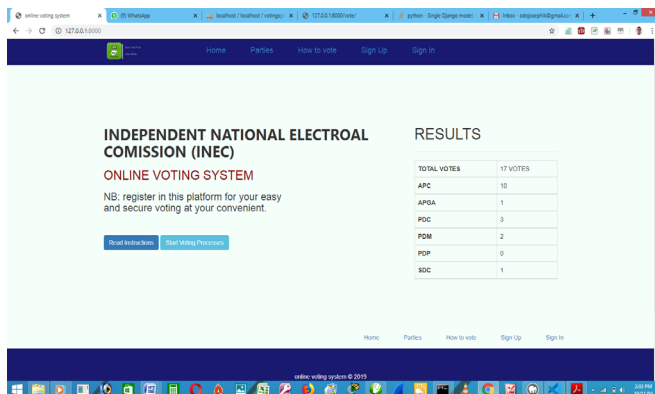 online voting system
(1) WhatsApp
localhost / localhost / votingsys
127.0.0.1:8000/vote/
python - Single Django model
Inbox - adojosephik@gmail.com
127.0.0.1:8000
Home Parties How to vote Sign Up Sign In
INDEPENDENT NATIONAL ELECTROAL
COMISSION (INEC)
ONLINE VOTING SYSTEM
NB: register in this platform for your easy
and secure voting at your convenient.
Read Instructions Start Voting Processes
RESULTS
TOTAL VOTES 17 VOTES
APC 10
APGA 1
PDC 3
PDM 2
PDP 0
SDC 1
Home Parties How to vote Sign Up Sign In
online voting system © 2019